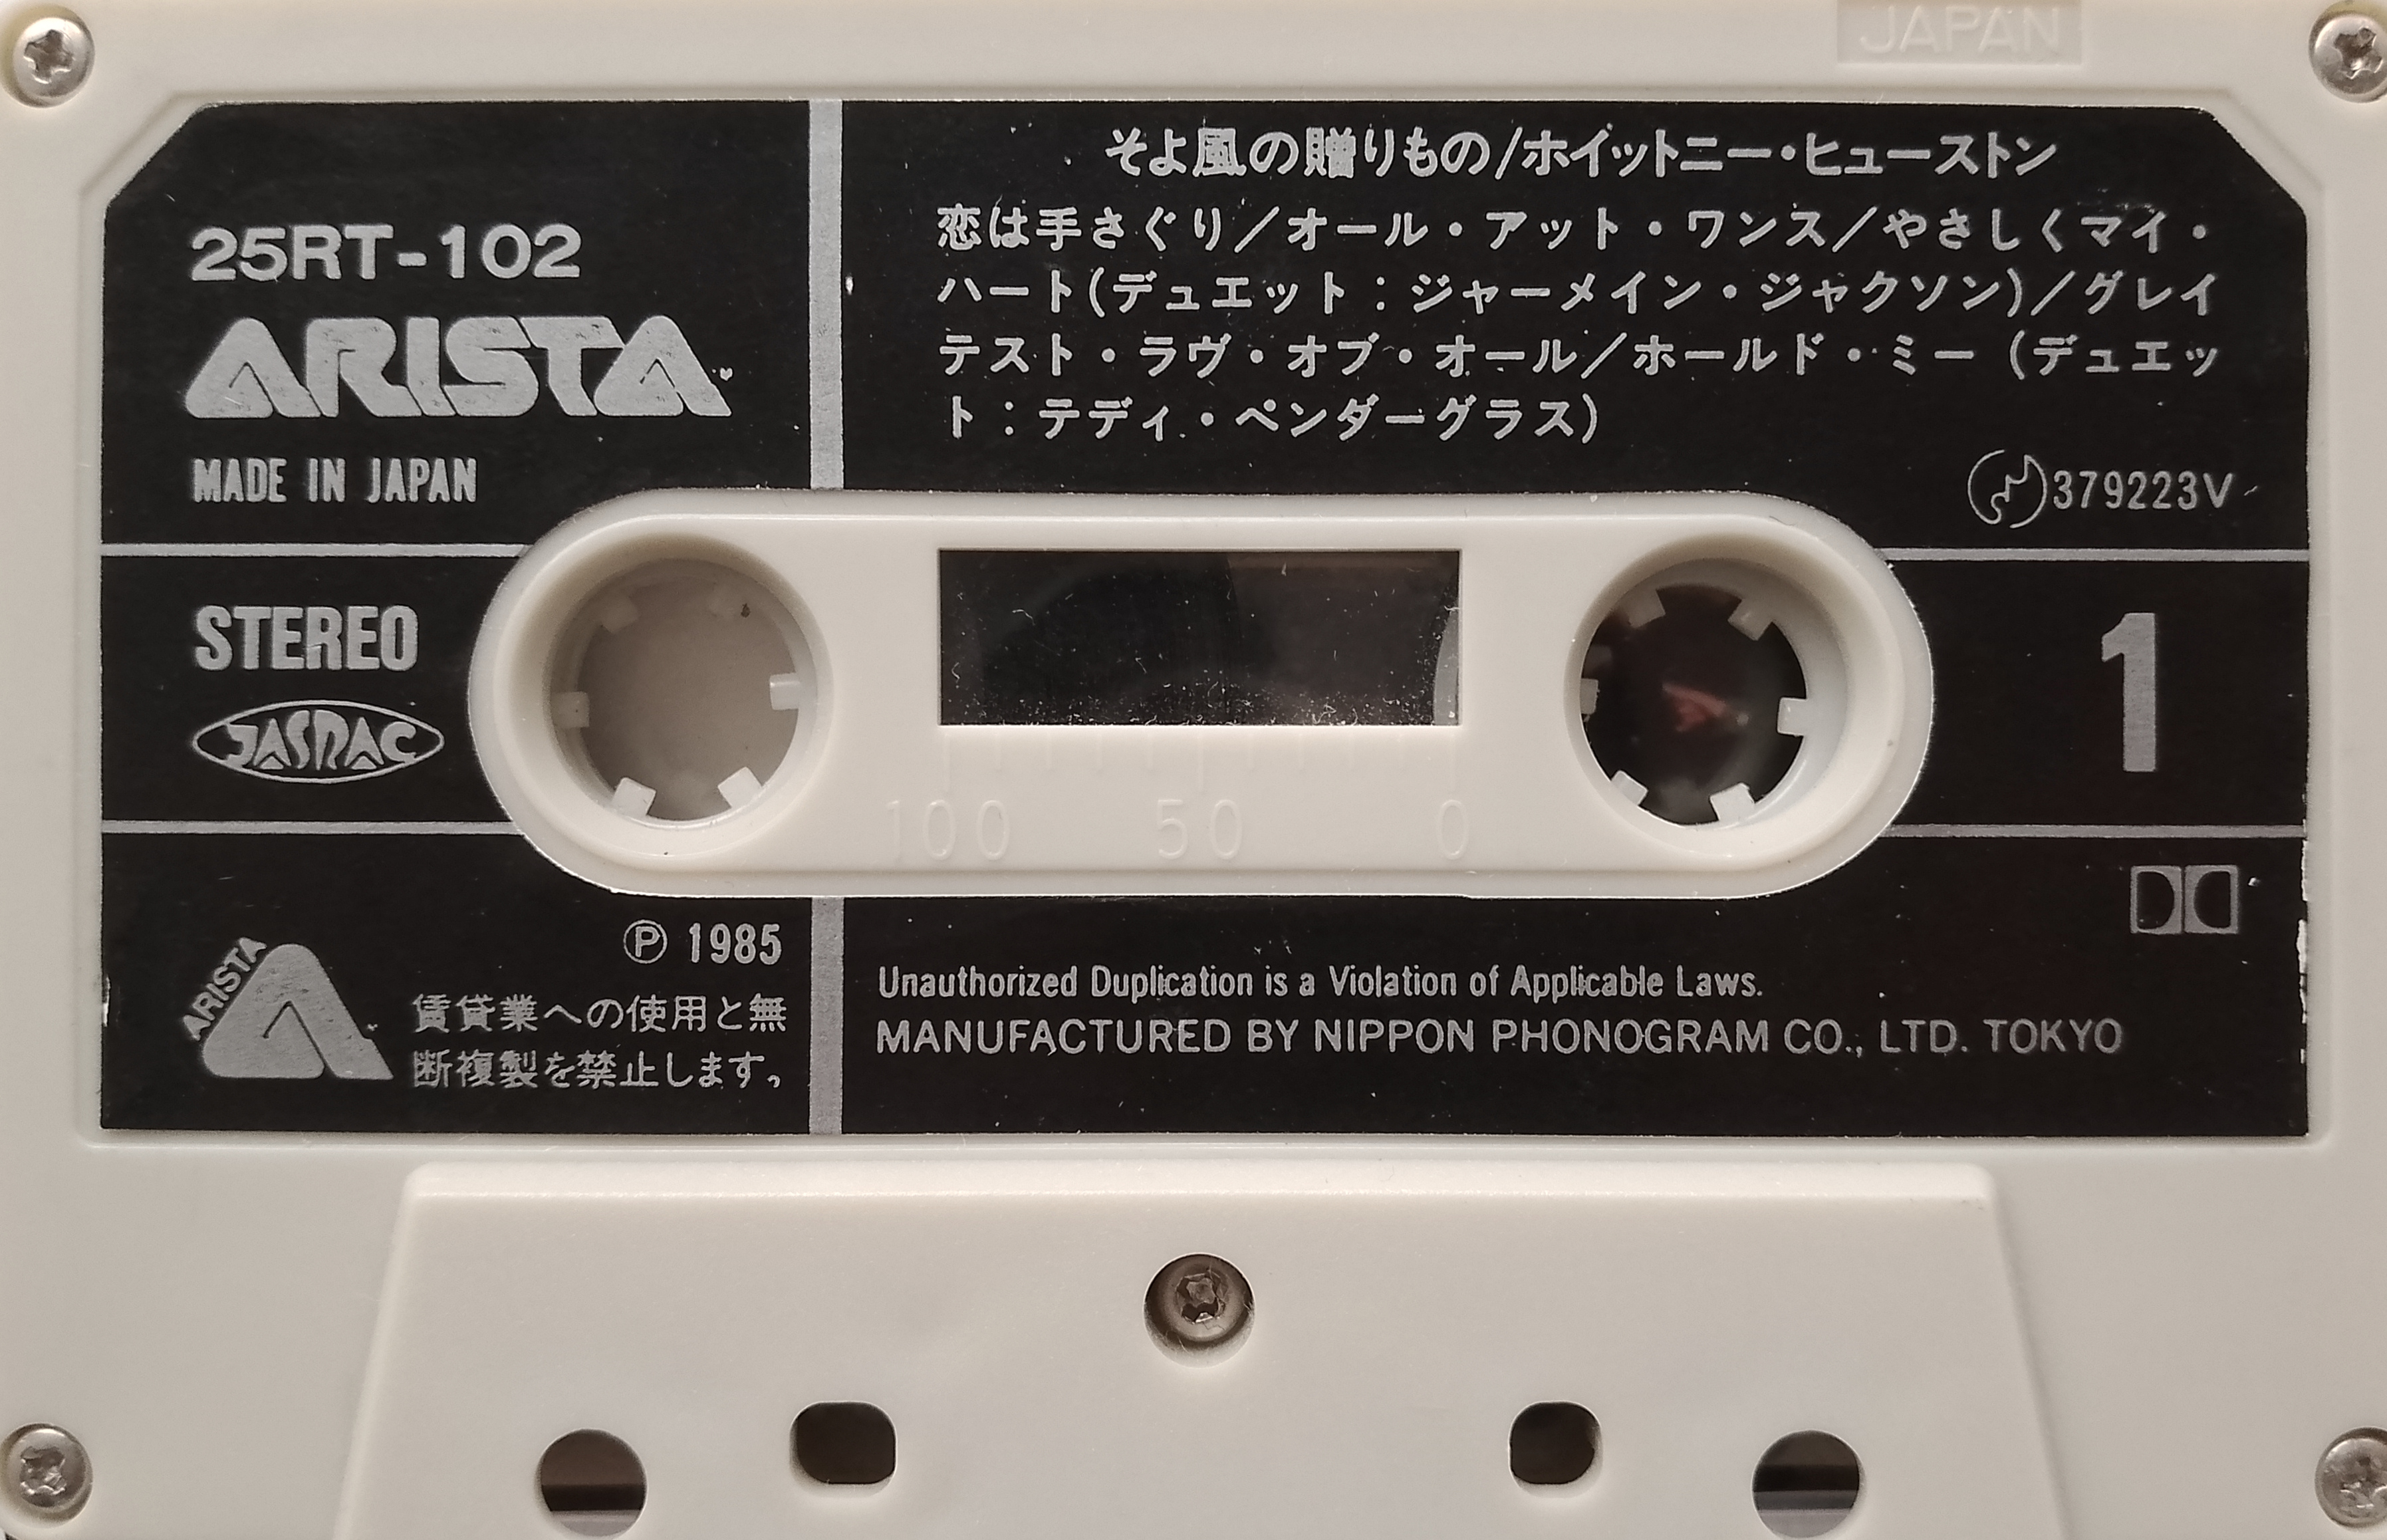 JAPAN
25RT-102
ARISTA
MADE IN JAPAN
そよ風の贈りもの/ホイットニー・ヒューストン
恋は手さぐり/オール・アット・ワンス/やさしくマイ・
ハート(デュエット:ジャーメイン・ジャクソン)/グレイ
テスト・ラヴ・オブ・オール/ホールド・ミー(デュエッ
ト:テディ・ペンダーグラス)
379223V
STEREO
JASRAC
100 50 0
1
ARISTA
Ⓟ 1985
賃貸業への使用と無
断複製を禁止します。
Unauthorized Duplication is a Violation of Applicable Laws.
MANUFACTURED BY NIPPON PHONOGRAM CO., LTD. TOKYO